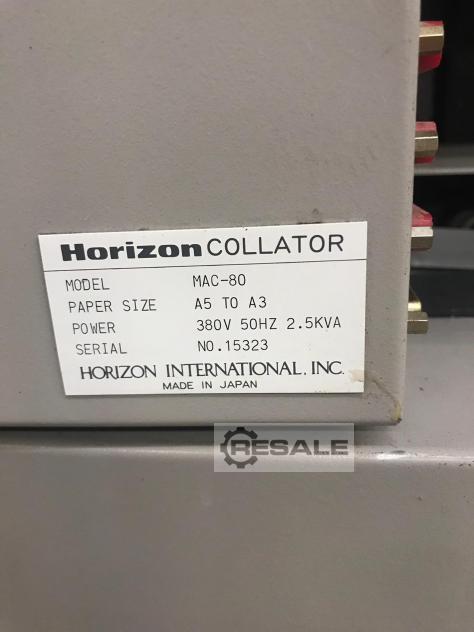 Horizon COLLATOR
MODEL MAC-80
PAPER SIZE A5 TO A3
POWER 380V 50HZ 2.5KVA
SERIAL NO.15323
HORIZON INTERNATIONAL, INC.
MADE IN JAPAN
RESALE